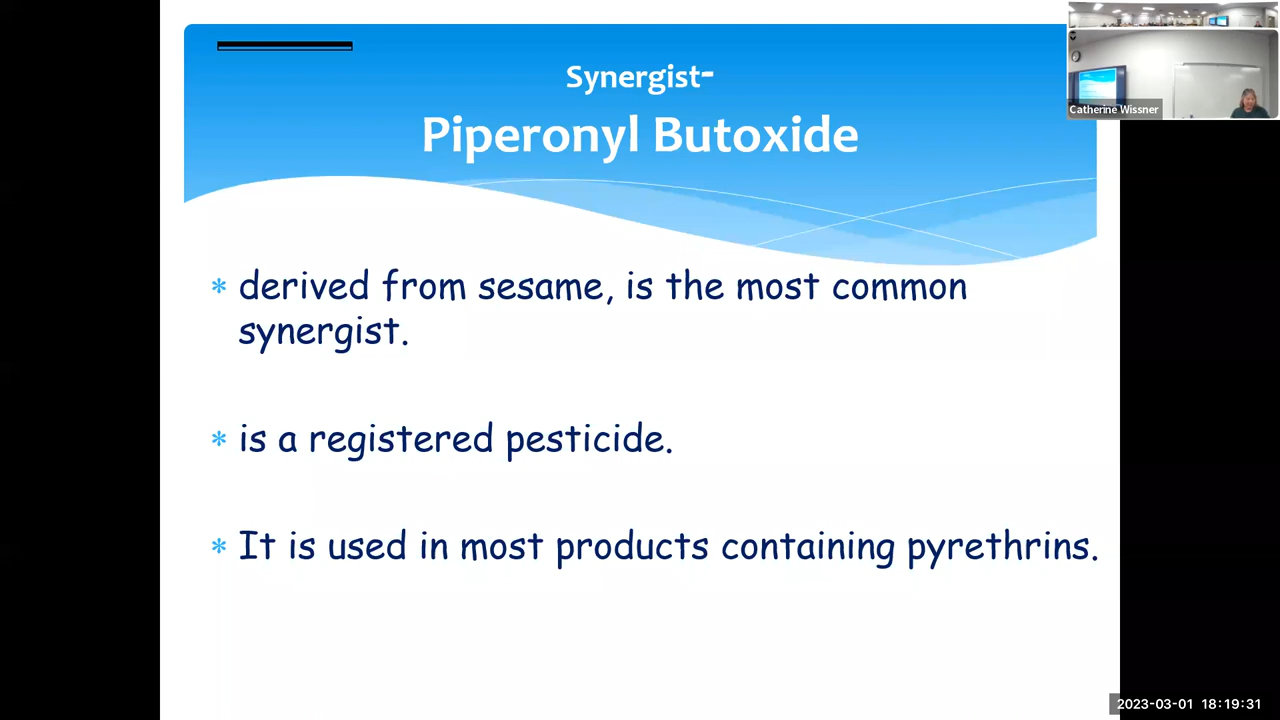 Synergist-
Piperonyl Butoxide
* derived from sesame, is the most common
synergist.
* is a registered pesticide.
* It is used in most products containing pyrethrins.
Catherine Wissner
2023-03-01 18:19:31